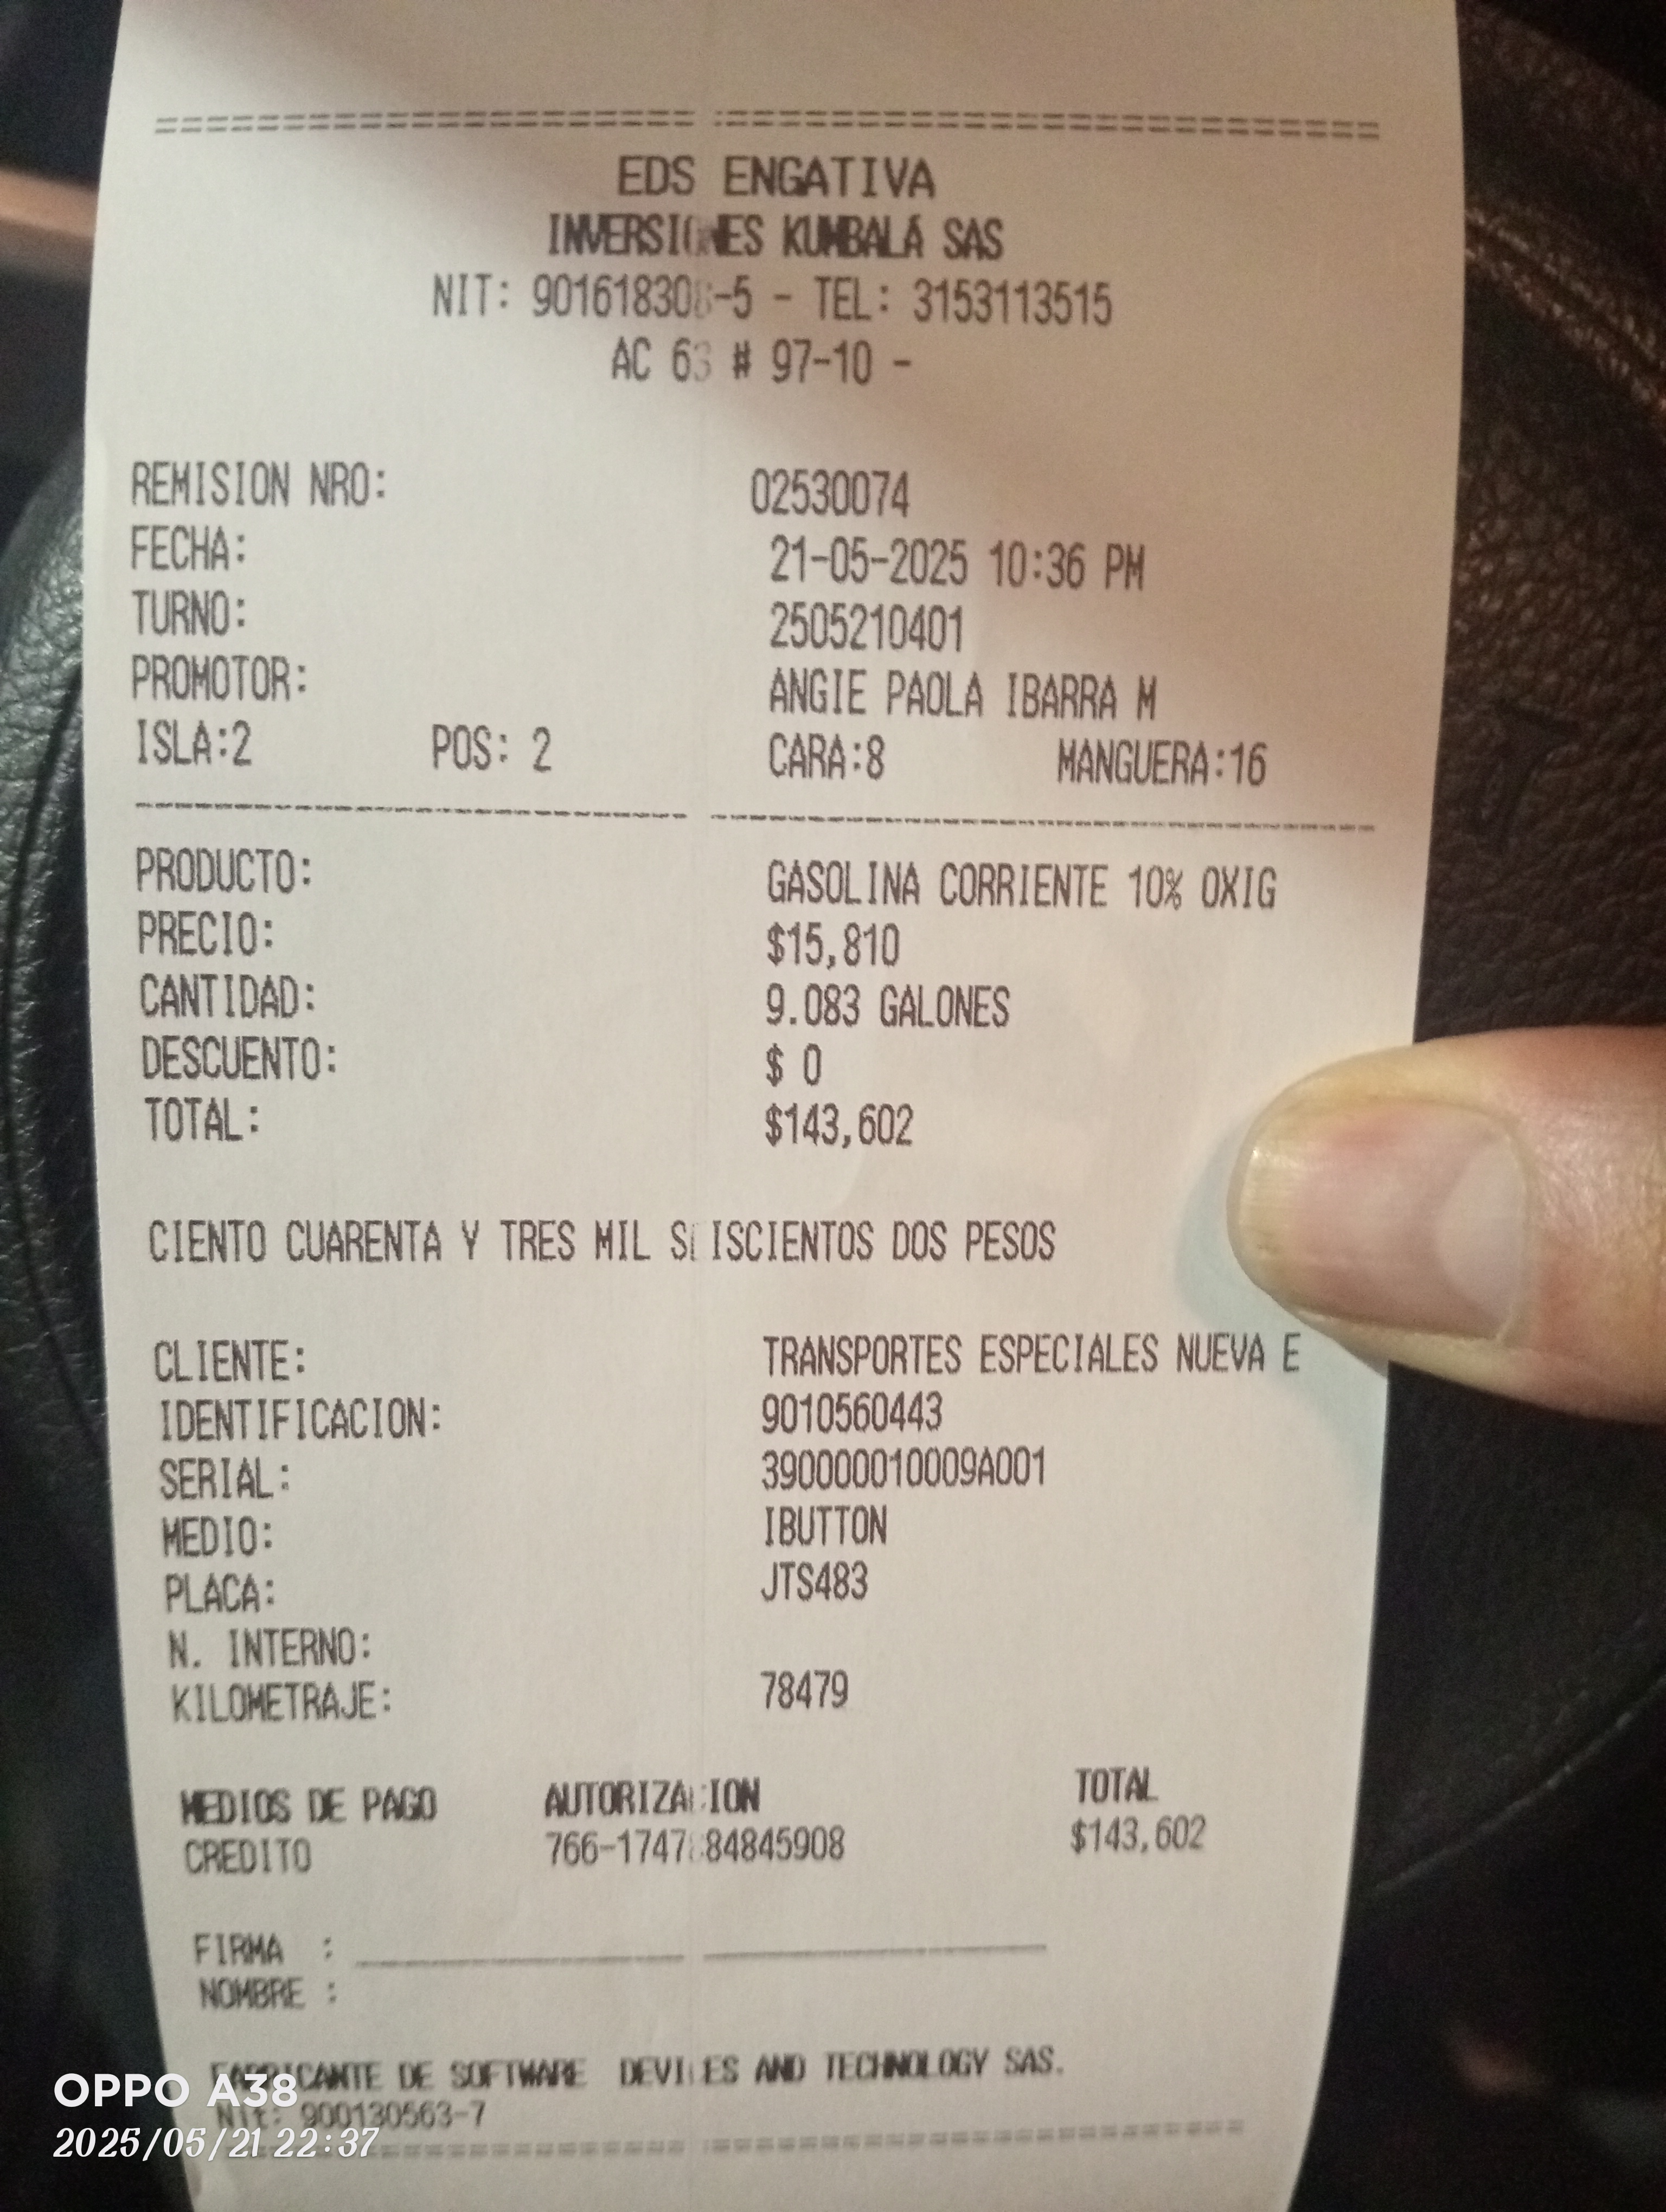 EDS ENGATIVA
INVERSIONES KUMBALÁ SAS
NIT: 901618308-5 - TEL: 3153113515
AC 63 # 97-10 -
REMISION NRO: 02530074
FECHA: 21-05-2025 10:36 PM
TURNO: 2505210401
PROMOTOR: ANGIE PAOLA IBARRA M
ISLA:2 POS: 2 CARA:8 MANGUERA:16
PRODUCTO: GASOLINA CORRIENTE 10% OXIG
PRECIO: $15,810
CANTIDAD: 9.083 GALONES
DESCUENTO: $ 0
TOTAL: $143,602
CIENTO CUARENTA Y TRES MIL SEISCIENTOS DOS PESOS
CLIENTE: TRANSPORTES ESPECIALES NUEVA E
IDENTIFICACION: 9010560443
SERIAL: 390000010009A001
MEDIO: IBUTTON
PLACA: JTS483
N. INTERNO:
KILOMETRAJE: 78479
MEDIOS DE PAGO AUTORIZACION TOTAL
CREDITO $143,602
FIRMA :
NOMBRE :
FABRICANTE DE SOFTWARE DEVICES AND TECHNOLOGY SAS.
Nit: 900130563-7
OPPO A38
2025/05/21 22:37